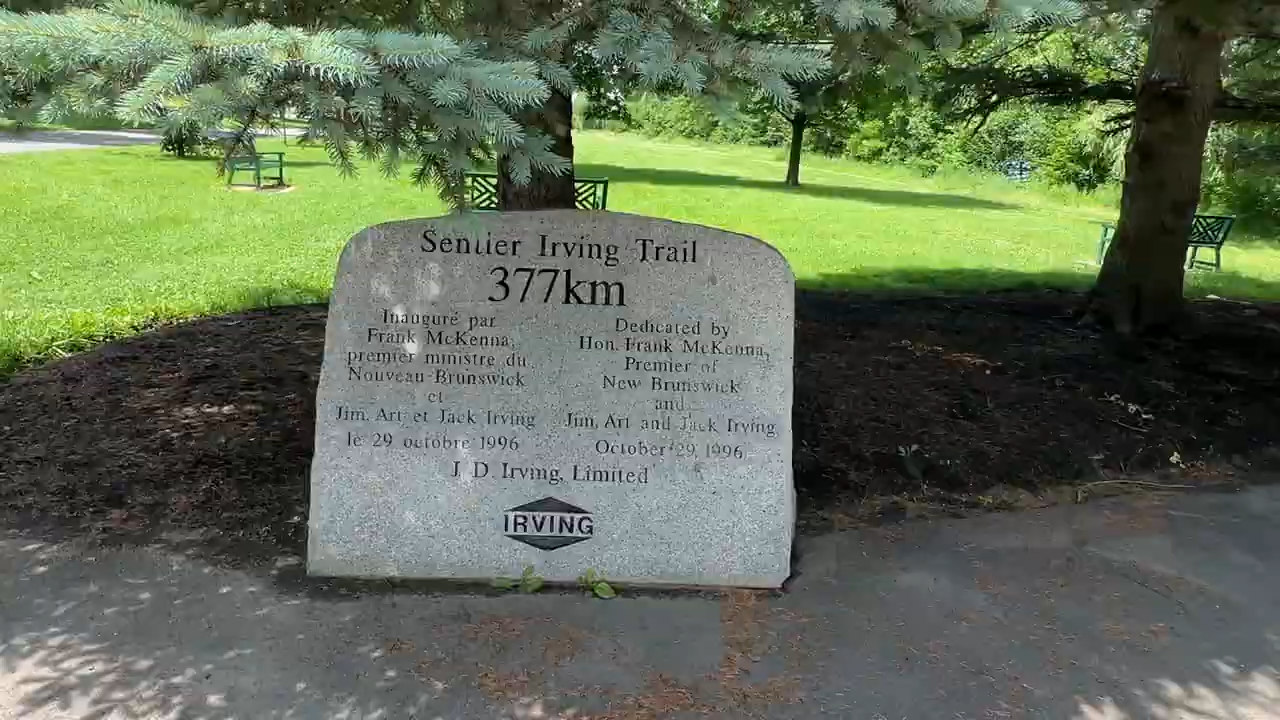 Sentier Irving Trail
377km
Inauguré par
Frank McKenna,
premier ministre du
Nouveau-Brunswick
et
Jim, Art et Jack Irving
le 29 octobre 1996
Dedicated by
Hon. Frank McKenna,
Premier of
New Brunswick
and
Jim, Art and Jack Irving
October 29, 1996
J. D. Irving, Limited
IRVING